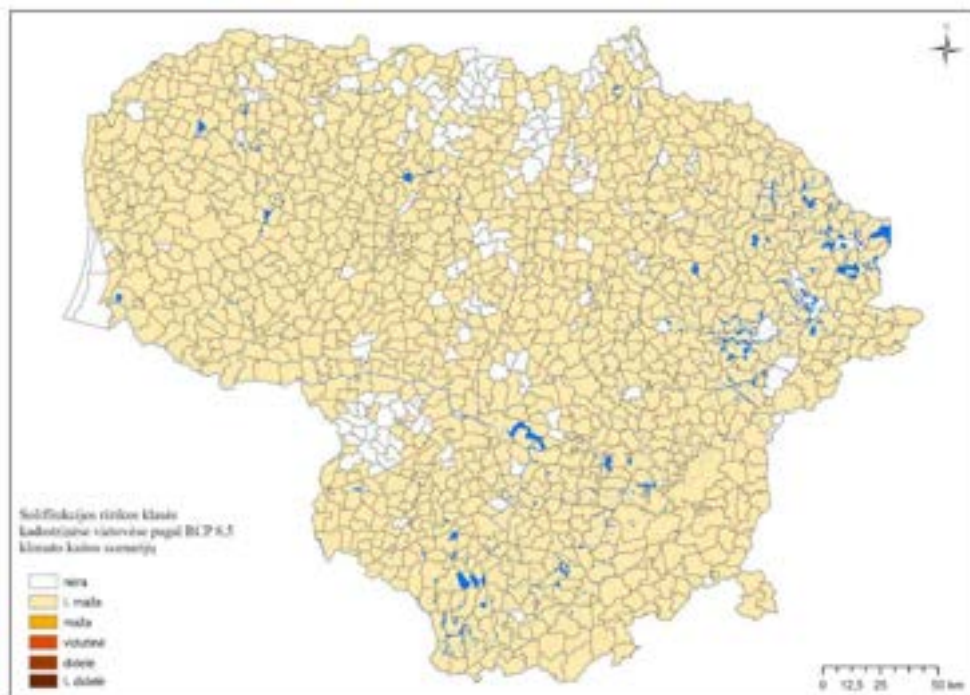 Solifliukcijos rizikos klasės
kadastrinėse vietovėse pagal RCP 8,5
klimato kaitos scenarijų
nėra
l. maža
maža
vidutinė
didelė
l. didelė
0 12,5 25 50 km